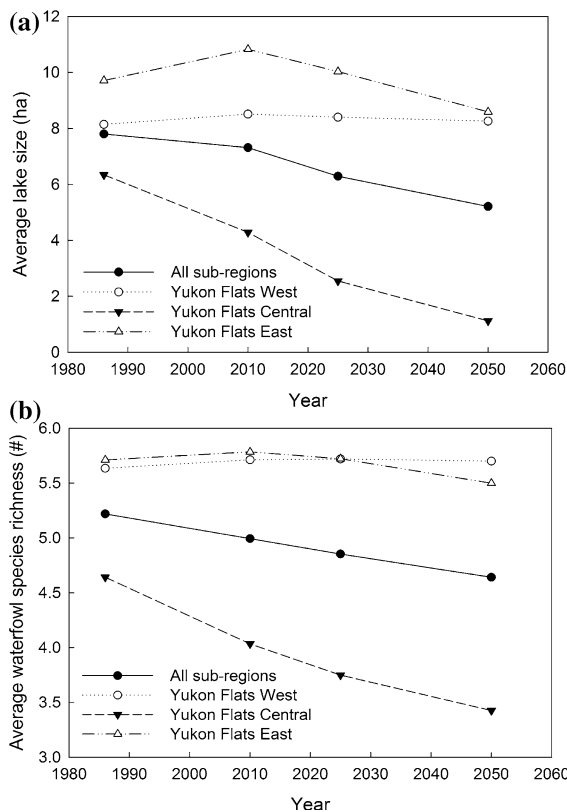 (a)
12
10
8
6
4
2
0
Average lake size (ha)
All sub-regions
Yukon Flats West
Yukon Flats Central
Yukon Flats East
1980 1990 2000 2010 2020 2030 2040 2050 2060
Year
(b)
6.0
5.5
5.0
4.5
4.0
3.5
3.0
Average waterfowl species richness (#)
All sub-regions
Yukon Flats West
Yukon Flats Central
Yukon Flats East
1980 1990 2000 2010 2020 2030 2040 2050 2060
Year